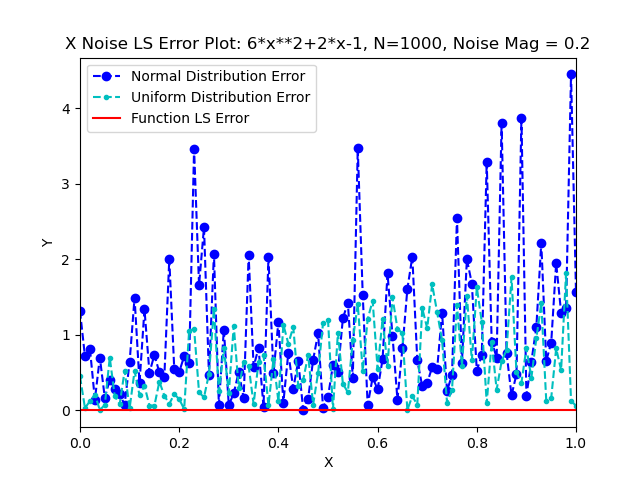 X Noise LS Error Plot: 6*x**2+2*x-1, N=1000, Noise Mag = 0.2
Normal Distribution Error
Uniform Distribution Error
Function LS Error
4
3
2
1
0
Y
0.0 0.2 0.4 0.6 0.8 1.0
X